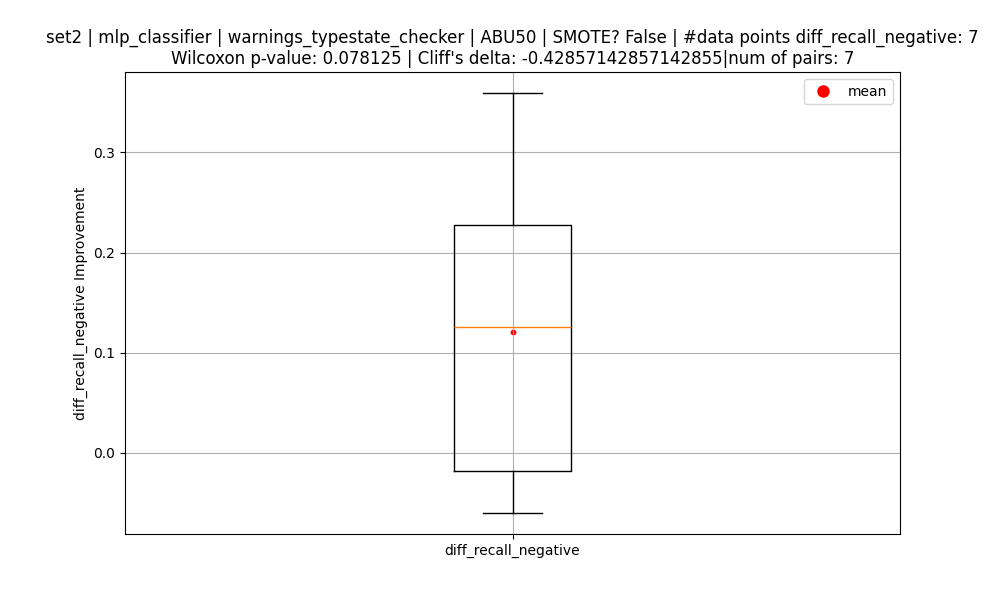 set2 | mlp_classifier | warnings_typestate_checker | ABU50 | SMOTE? False | #data points diff_recall_negative: 7
Wilcoxon p-value: 0.078125 | Cliff's delta: -0.42857142857142855|num of pairs: 7
mean
0.3
0.2
0.1
0.0
diff_recall_negative Improvement
diff_recall_negative